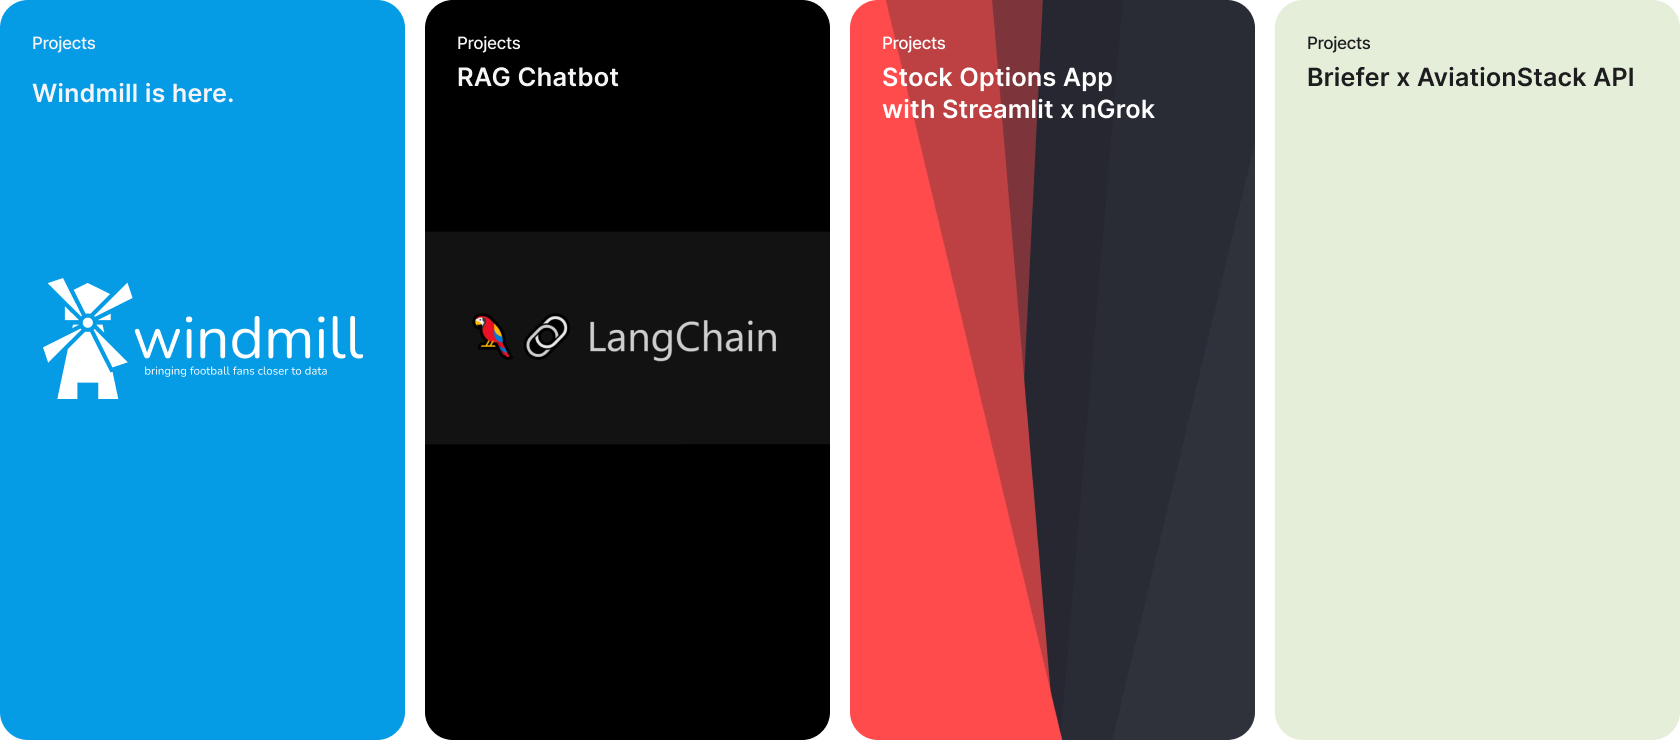 Projects
Windmill is here.
windmill
bringing football fans closer to data
Projects
RAG Chatbot
LangChain
Projects
Stock Options App
with Streamlit x nGrok
Projects
Briefer x AviationStack API